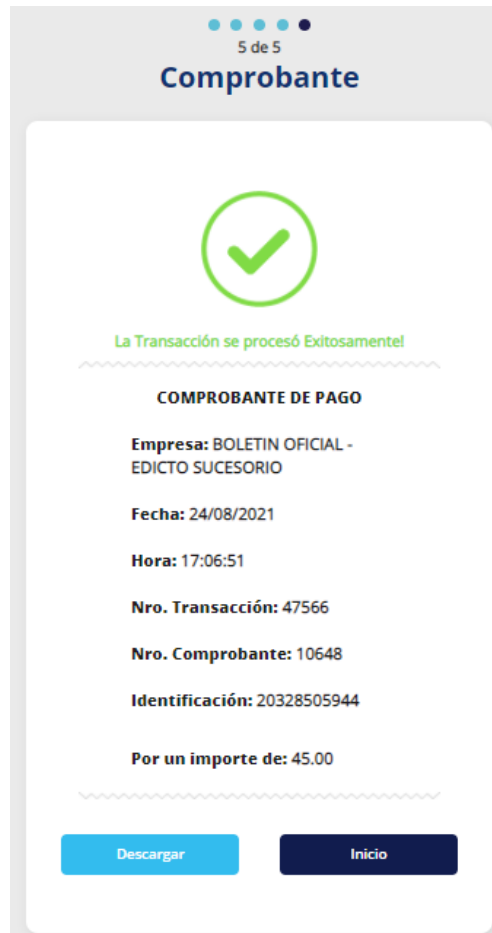 5 de 5
Comprobante
La Transacción se procesó Exitosamente!
COMPROBANTE DE PAGO
Empresa: BOLETIN OFICIAL -
EDICTO SUCESORIO
Fecha: 24/08/2021
Hora: 17:06:51
Nro. Transacción: 47566
Nro. Comprobante: 10648
Identificación: 20328505944
Por un importe de: 45.00
Descargar
Inicio